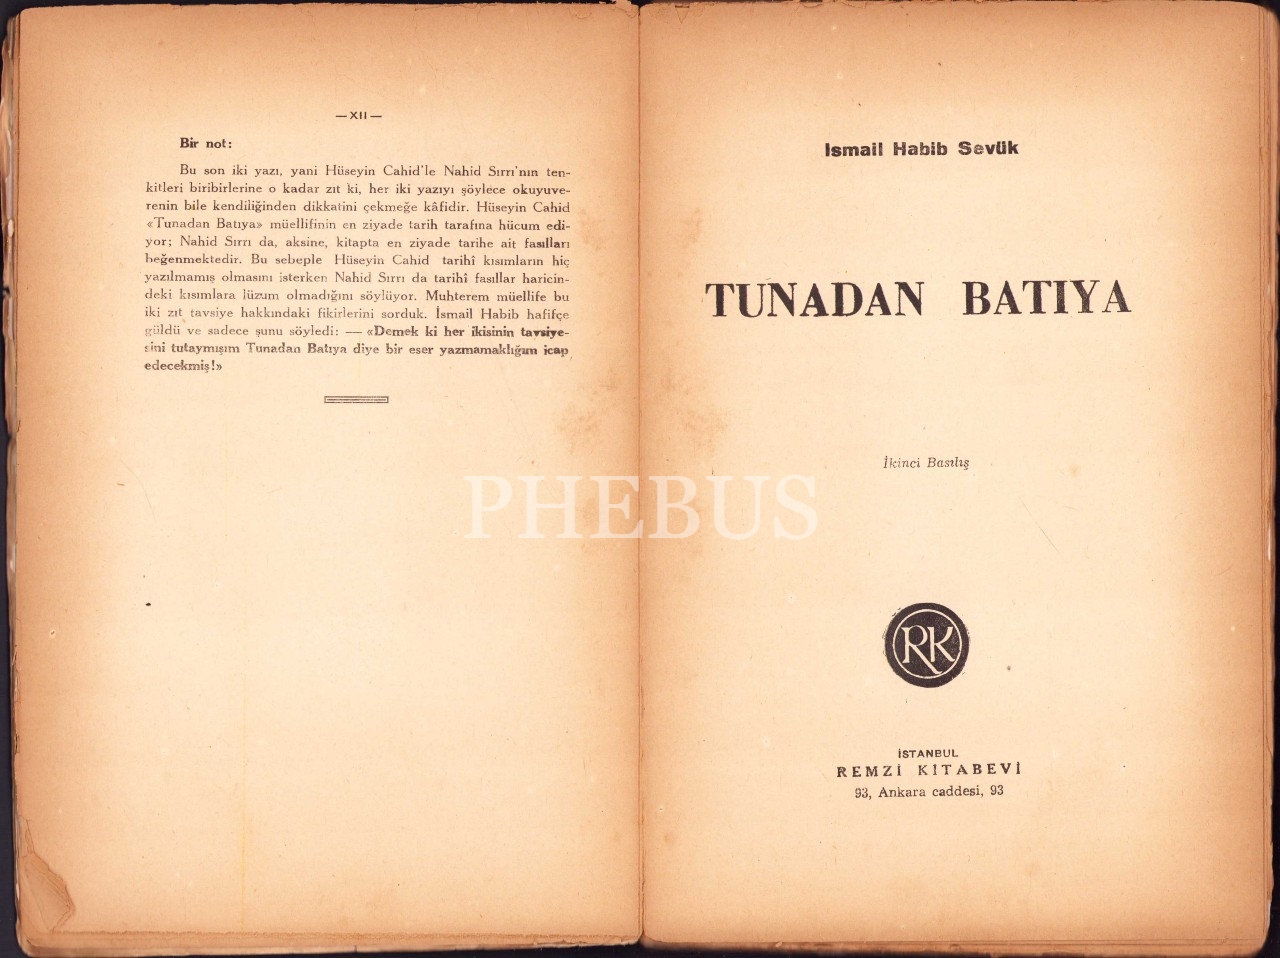 —XII—
Bir not:
Bu son iki yazı, yani Hüseyin Cahid'le Nahid Sırrı'nın ten-
kitleri biribirlerine o kadar zıt ki, her iki yazıyı şöylece okuyuve-
renin bile kendiliğinden dikkatini çekmeğe kâfidir. Hüseyin Cahid
«Tunadan Batıya» müellifinin en ziyade tarih tarafına hücum edi-
yor; Nahid Sırrı da, aksine, kitapta en ziyade tarihe ait fasılları
beğenmektedir. Bu sebeple Hüseyin Cahid tarihî kısımların hiç
yazılmamış olmasını isterken Nahid Sırrı da tarihî fasıllar haricin-
deki kısımlara lüzum olmadığını söylüyor. Muhterem müellife bu
iki zıt tavsiye hakkındaki fikirlerini sorduk. İsmail Habib hafifçe
güldü ve sadece şunu söyledi: — «Demek ki her ikisinin tavsiye-
sini tutaymışım Tunadan Batıya diye bir eser yazmamaklığım icap
edecekmiş!»
Ismail Habib Sevük
TUNADAN BATIYA
İkinci Basılış
PHEBUS
RK
İSTANBUL
REMZİ KİTABEVİ
93, Ankara caddesi, 93